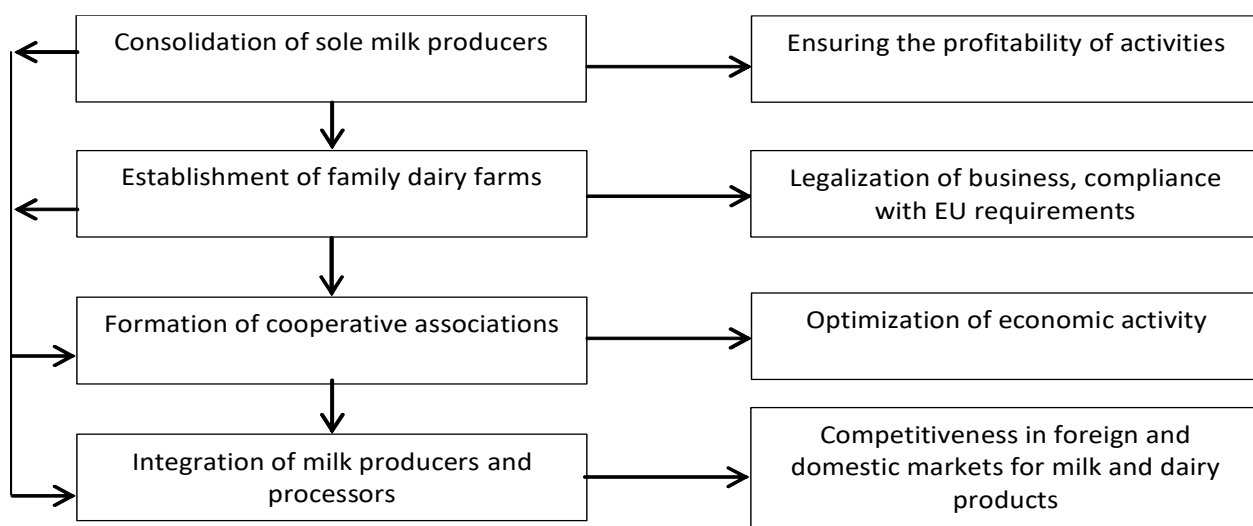 Consolidation of sole milk producers
Ensuring the profitability of activities
Establishment of family dairy farms
Legalization of business, compliance
with EU requirements
Formation of cooperative associations
Optimization of economic activity
Integration of milk producers and
processors
Competitiveness in foreign and
domestic markets for milk and dairy
products